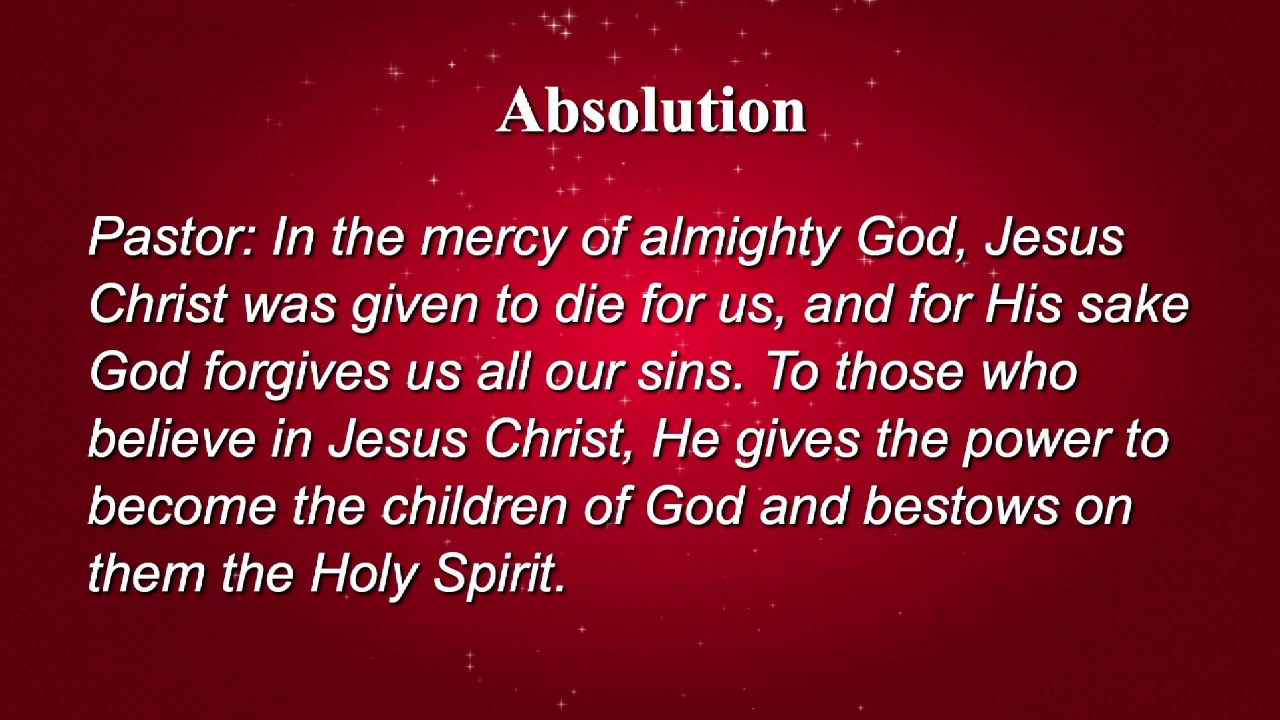 Absolution
Pastor: In the mercy of almighty God, Jesus
Christ was given to die for us, and for His sake
God forgives us all our sins. To those who
believe in Jesus Christ, He gives the power to
become the children of God and bestows on
them the Holy Spirit.